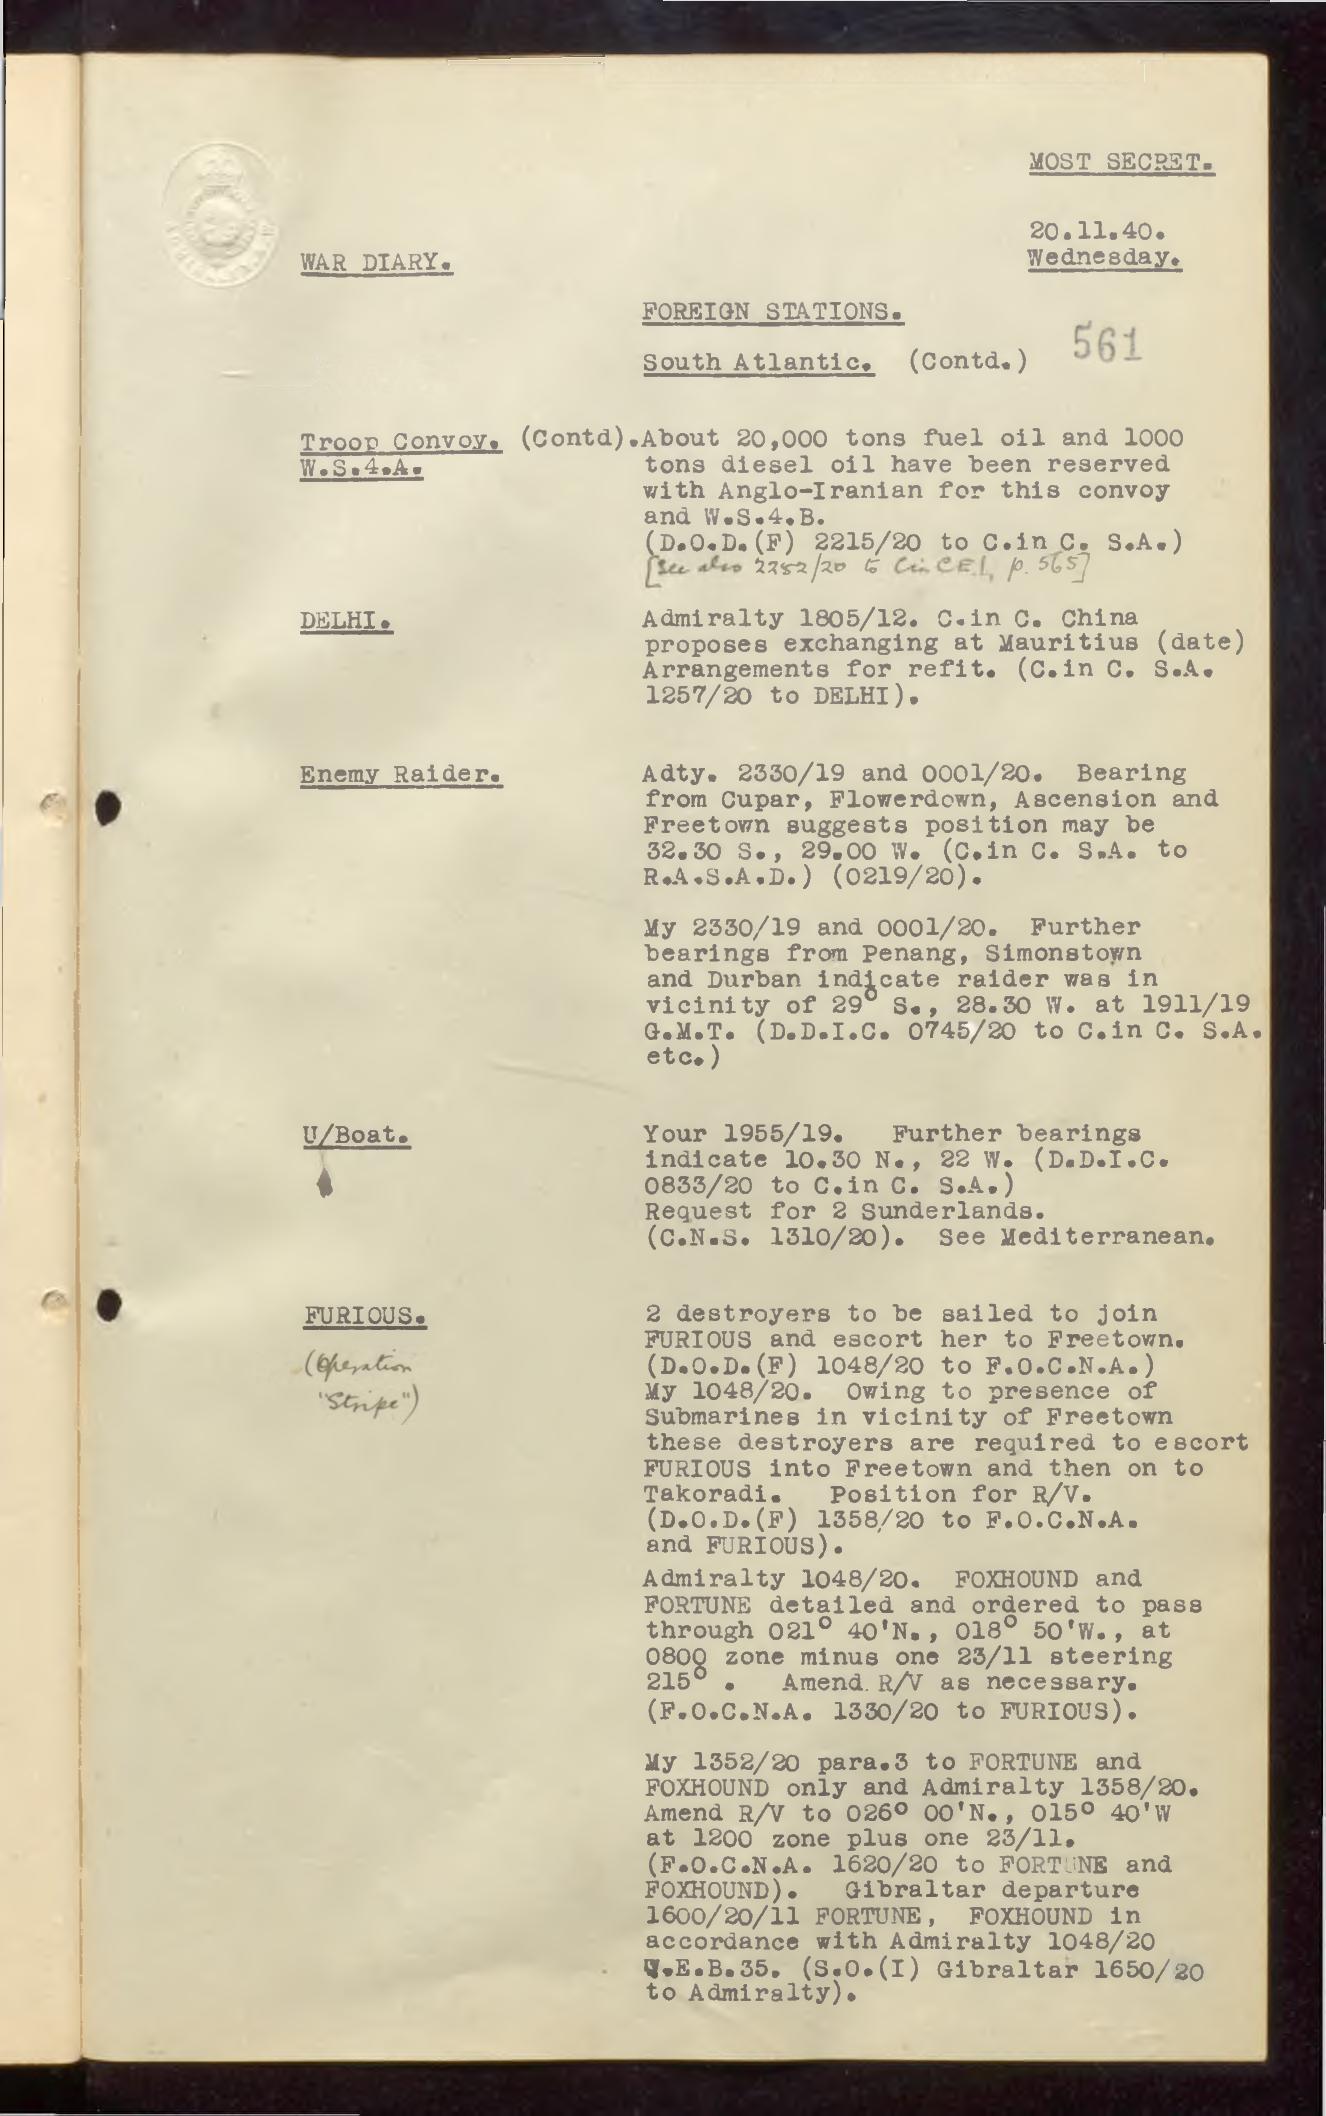 MOST SECRET.
20.11.40.
Wednesday.
WAR DIARY.
FOREIGN STATIONS.
South Atlantic. (Contd.)
561
Troop Convoy. (Contd).
W.S.4.A.
About 20,000 tons fuel oil and 1000
tons diesel oil have been reserved
with Anglo-Iranian for this convoy
and W.S.4.B.
(D.O.D.(F) 2215/20 to C.in C. S.A.)
[See also 2252/20 to C in C E.I., p. 565]
DELHI.
Admiralty 1805/12. C.in C. China
proposes exchanging at Mauritius (date)
Arrangements for refit. (C.in C. S.A.
1257/20 to DELHI).
Enemy Raider.
Adty. 2330/19 and 0001/20. Bearing
from Cupar, Flowerdown, Ascension and
Freetown suggests position may be
32.30 S., 29.00 W. (C.in C. S.A. to
R.A.S.A.D.) (0219/20).
My 2330/19 and 0001/20. Further
bearings from Penang, Simonstown
and Durban indicate raider was in
vicinity of 29° S., 28.30 W. at 1911/19
G.M.T. (D.D.I.C. 0745/20 to C.in C. S.A.
etc.)
U/Boat.
Your 1955/19. Further bearings
indicate 10.30 N., 22 W. (D.D.I.C.
0833/20 to C.in C. S.A.)
Request for 2 Sunderlands.
(C.N.S. 1310/20). See Mediterranean.
FURIOUS.
(Operation
"Stripe")
2 destroyers to be sailed to join
FURIOUS and escort her to Freetown.
(D.O.D.(F) 1048/20 to F.O.C.N.A.)
My 1048/20. Owing to presence of
Submarines in vicinity of Freetown
these destroyers are required to escort
FURIOUS into Freetown and then on to
Takoradi. Position for R/V.
(D.O.D.(F) 1358/20 to F.O.C.N.A.
and FURIOUS).
Admiralty 1048/20. FOXHOUND and
FORTUNE detailed and ordered to pass
through 021° 40'N., 018° 50'W., at
0800 zone minus one 23/11 steering
215° . Amend R/V as necessary.
(F.O.C.N.A. 1330/20 to FURIOUS).
My 1352/20 para.3 to FORTUNE and
FOXHOUND only and Admiralty 1358/20.
Amend R/V to 026° 00'N., 015° 40'W
at 1200 zone plus one 23/11.
(F.O.C.N.A. 1620/20 to FORTUNE and
FOXHOUND). Gibraltar departure
1600/20/11 FORTUNE, FOXHOUND in
accordance with Admiralty 1048/20
.E.B.35. (S.O.(I) Gibraltar 1650/20
to Admiralty).